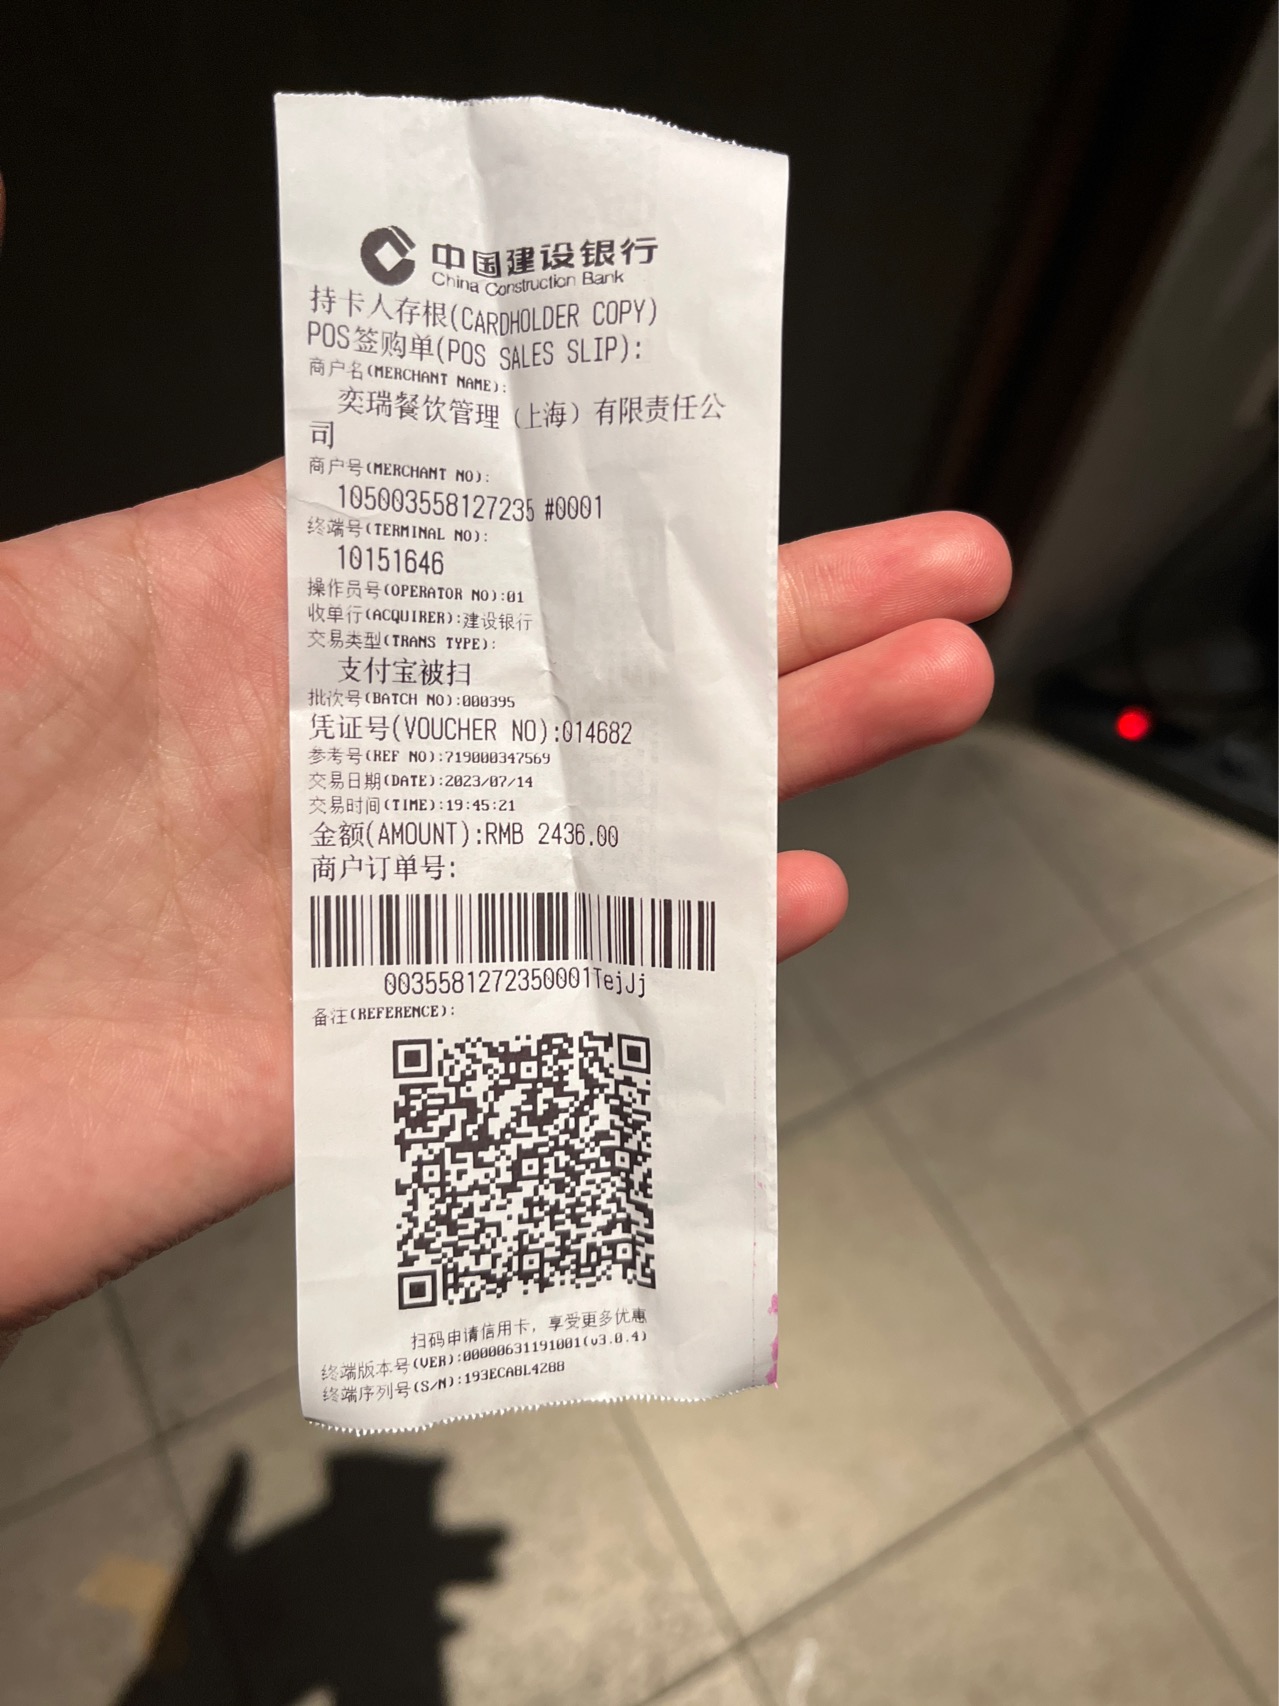 中国建设银行
China Construction Bank
持卡人存根(CARDHOLDER COPY)
POS签购单(POS SALES SLIP):
商户名(MERCHANT NAME):
奕瑞餐饮管理（上海）有限责任公
司
商户号(MERCHANT NO):
105003558127235 #0001
终端号(TERMINAL NO):
10151646
操作员号(OPERATOR NO):01
收单行(ACQUIRER):建设银行
交易类型(TRANS TYPE):
支付宝被扫
批次号(BATCH NO):000395
凭证号(VOUCHER NO):014682
参考号(REF NO):719000347569
交易日期(DATE):2023/07/14
交易时间(TIME):19:45:21
金额(AMOUNT):RMB 2436.00
商户订单号:
0035581272350001TejJj
备注(REFERENCE):
扫码申请信用卡，享受更多优惠
终端版本号(VER):00000631191001(v3.0.4)
终端序列号(S/N):193ECA8L4288